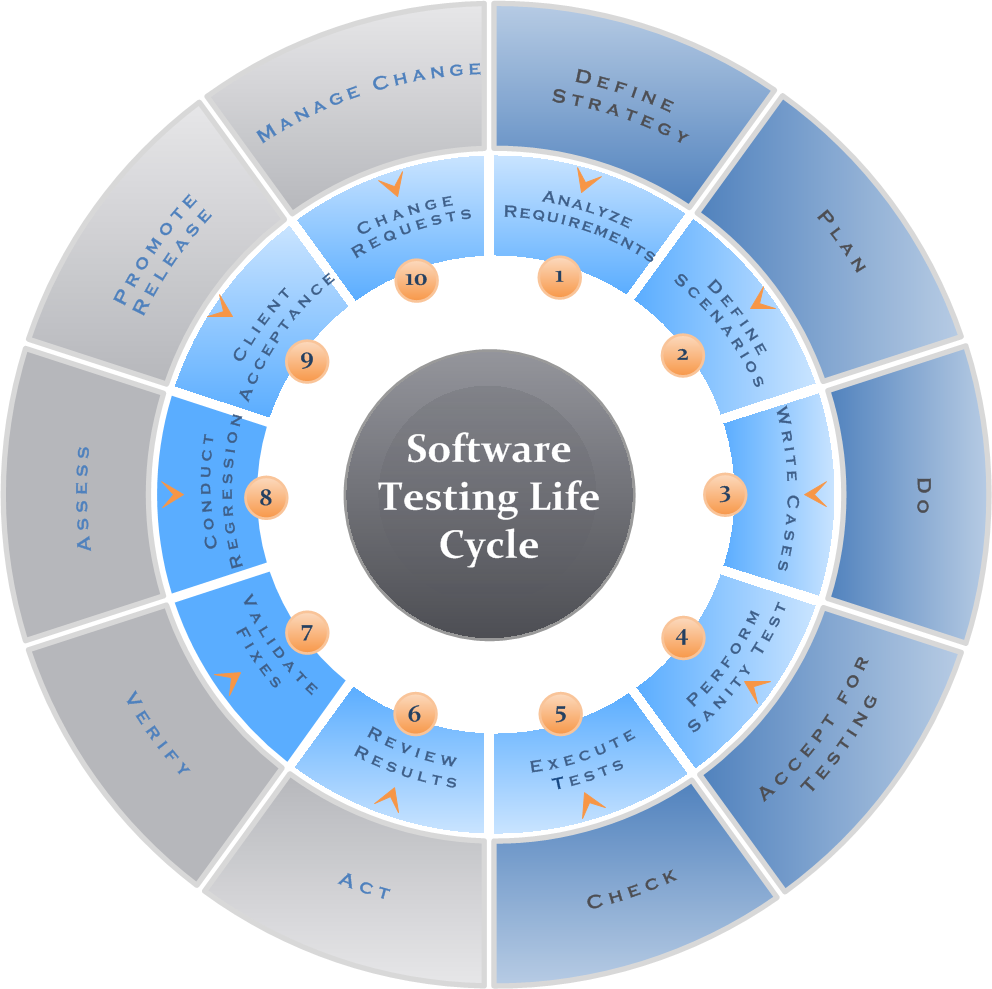 Software
Testing Life
Cycle
Define
Strategy
Analyze
Requirements
1
Plan
Define
Scenarios
2
Do
Write Cases
3
Accept for
Testing
Perform
Sanity Test
4
Check
Execute
Tests
5
Act
Review
Results
6
Verify
Validate
Fixes
7
Assess
Conduct
Regression
8
Promote
Release
Client
Acceptance
9
Manage Change
Change
Requests
10